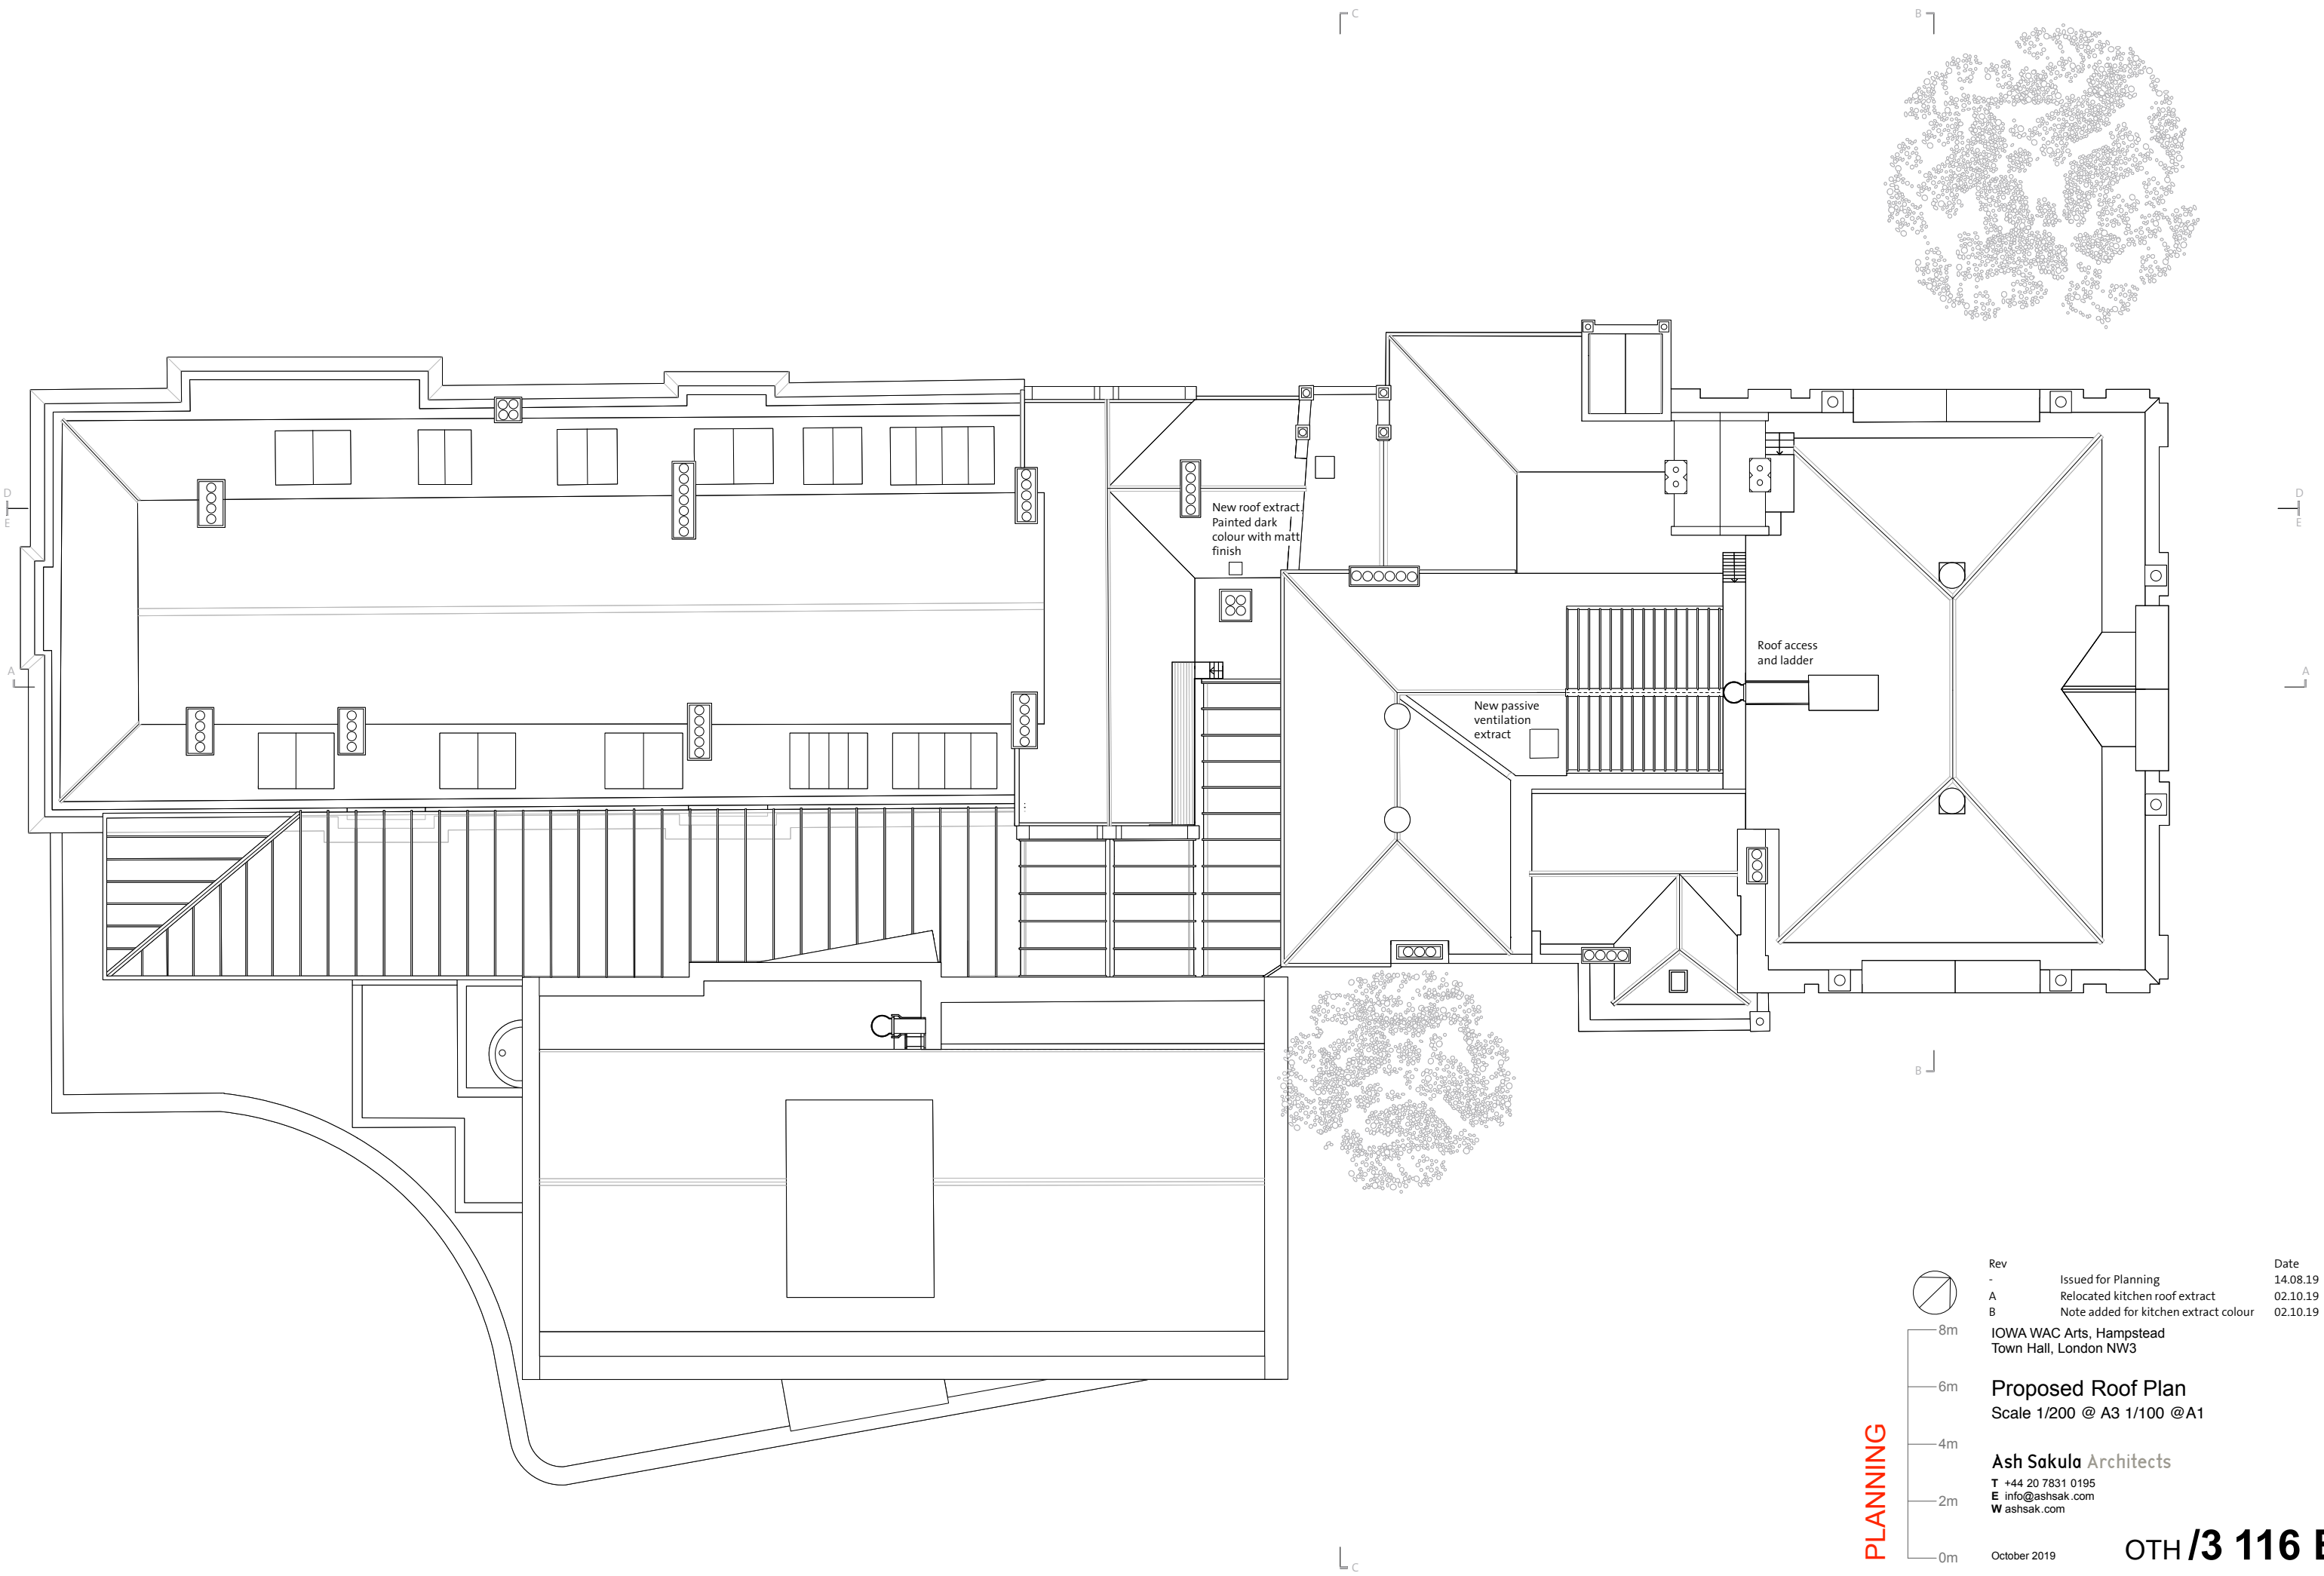 C
B
D
E
D
E
New roof extract.
Painted dark
colour with matt
finish
Roof access
and ladder
A
A
New passive
ventilation
extract
B
Rev Date
- Issued for Planning 14.08.19
A Relocated kitchen roof extract 02.10.19
B Note added for kitchen extract colour 02.10.19
8m
6m
4m
2m
0m
PLANNING
IOWA WAC Arts, Hampstead
Town Hall, London NW3
Proposed Roof Plan
Scale 1/200 @ A3 1/100 @A1
Ash Sakula Architects
T +44 20 7831 0195
E info@ashsak.com
W ashsak.com
October 2019
OTH /3 116
C